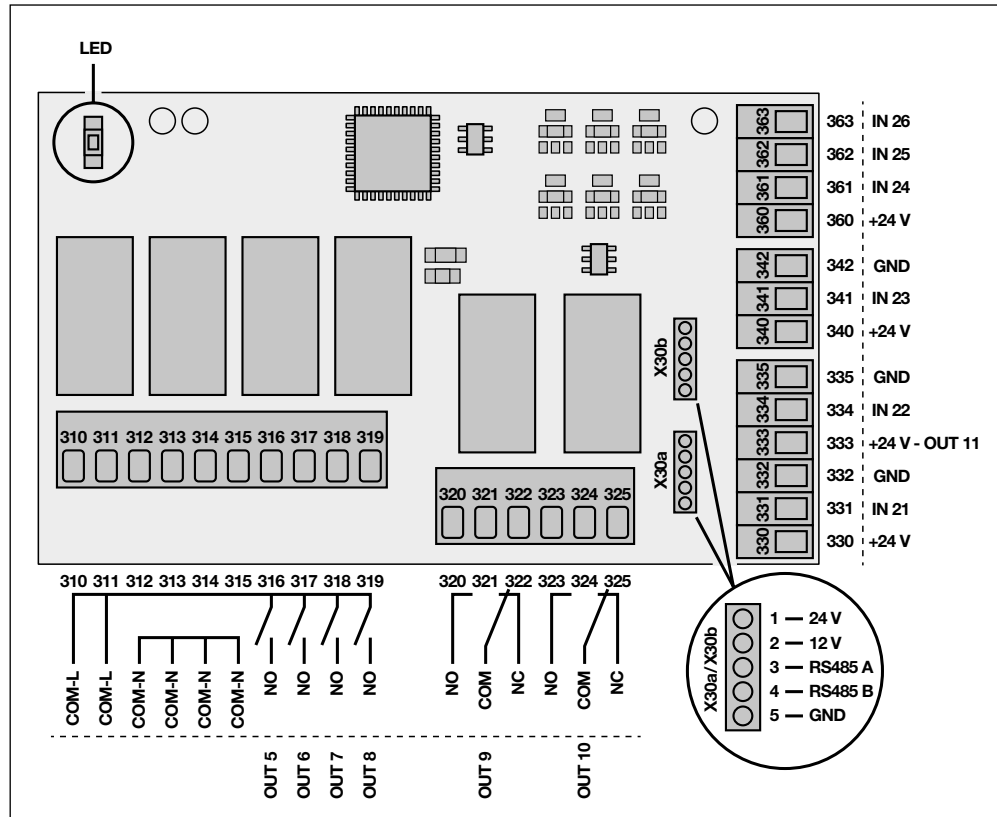 LED
363 363 IN 26
362 362 IN 25
361 361 IN 24
360 360 +24 V
342 342 GND
341 341 IN 23
340 340 +24 V
335 335 GND
334 334 IN 22
333 333 +24 V - OUT 11
332 332 GND
331 331 IN 21
330 330 +24 V
X30b
X30a
310 311 312 313 314 315 316 317 318 319
320 321 322 323 324 325
310 311 312 313 314 315 316 317 318 319 320 321 322 323 324 325
COM-L COM-L COM-N COM-N COM-N COM-N NO NO NO NO NO COM NC NO COM NC
OUT 5 OUT 6 OUT 7 OUT 8 OUT 9 OUT 10
X30a/X30b
1 — 24 V
2 — 12 V
3 — RS485 A
4 — RS485 B
5 — GND